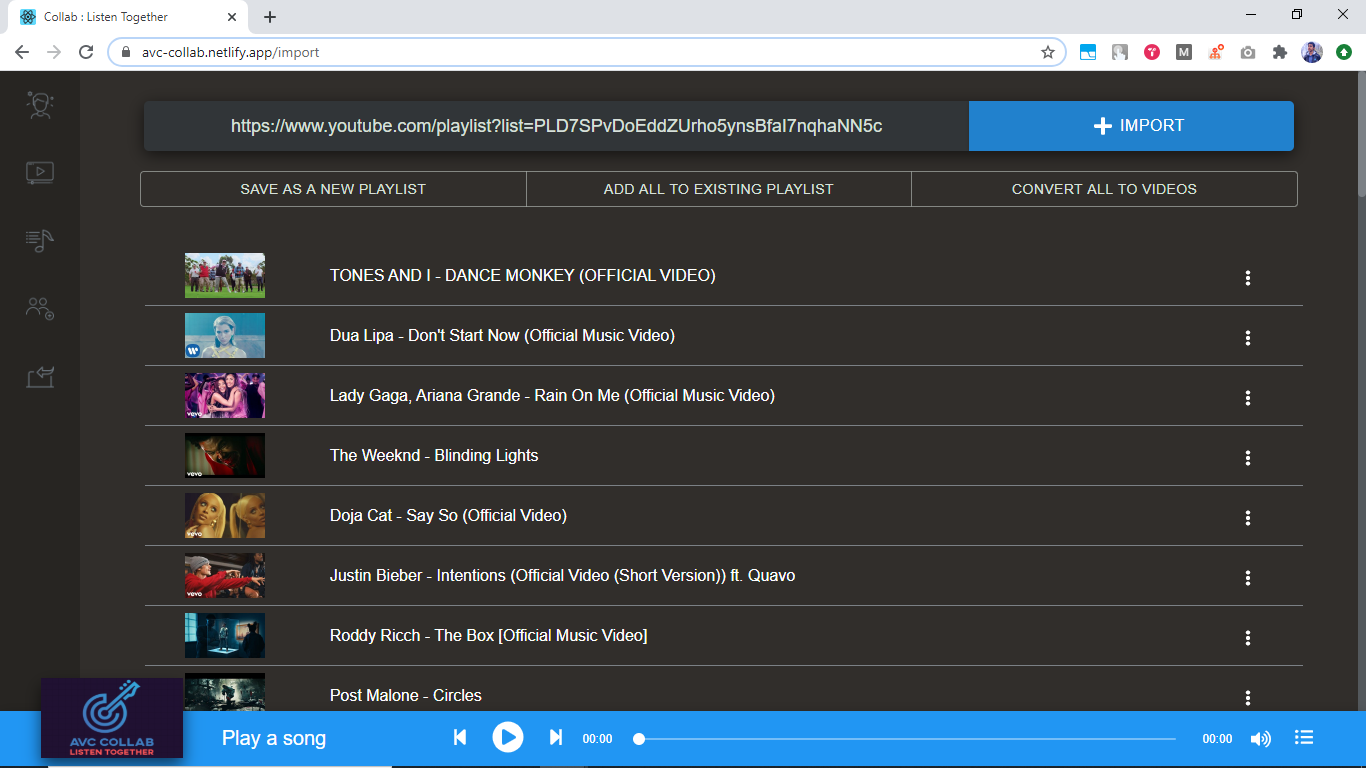 Collab : Listen Together
avc-collab.netlify.app/import
https://www.youtube.com/playlist?list=PLD7SPvDoEddZUrho5ynsBfaI7nqhaNN5c
IMPORT
SAVE AS A NEW PLAYLIST
ADD ALL TO EXISTING PLAYLIST
CONVERT ALL TO VIDEOS
TONES AND I - DANCE MONKEY (OFFICIAL VIDEO)
Dua Lipa - Don't Start Now (Official Music Video)
Lady Gaga, Ariana Grande - Rain On Me (Official Music Video)
vevo
The Weeknd - Blinding Lights
vevo
Doja Cat - Say So (Official Video)
vevo
Justin Bieber - Intentions (Official Video (Short Version)) ft. Quavo
vevo
Roddy Ricch - The Box [Official Music Video]
Post Malone - Circles
AVC COLLAB
LISTEN TOGETHER
Play a song
00:00
00:00